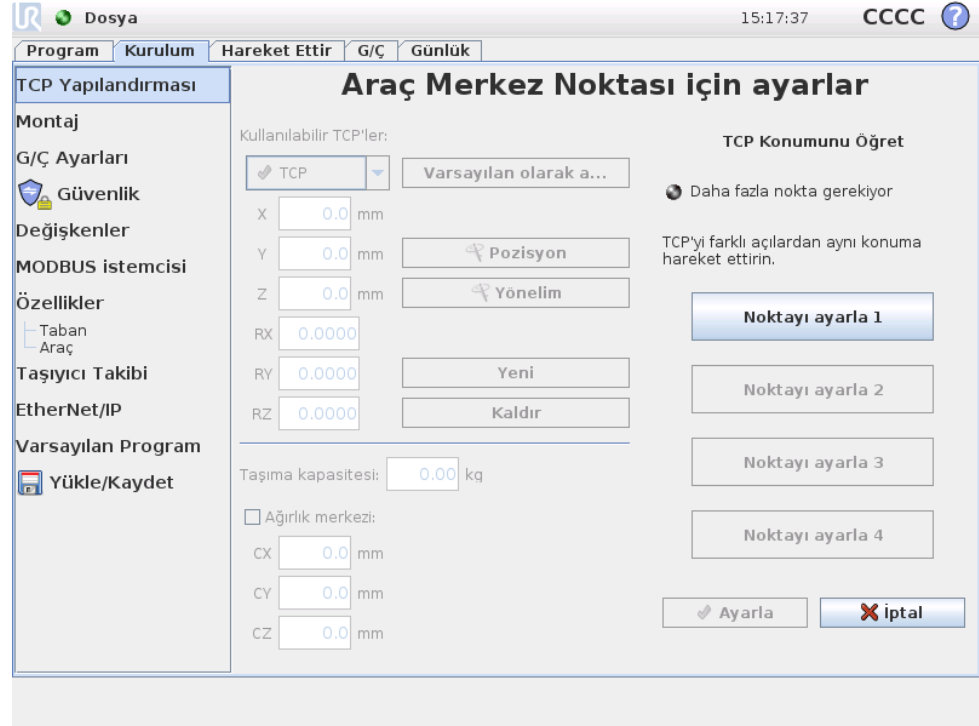 UR Dosya 15:17:37 CCCC ?
Program Kurulum Hareket Ettir G/Ç Günlük
TCP Yapılandırması
Montaj
G/Ç Ayarları
Güvenlik
Değişkenler
MODBUS istemcisi
Özellikler
Taban
Araç
Taşıyıcı Takibi
EtherNet/IP
Varsayılan Program
Yükle/Kaydet
Araç Merkez Noktası için ayarlar
Kullanılabilir TCP'ler:
TCP Varsayılan olarak a...
X 0.0 mm
Y 0.0 mm Pozisyon
Z 0.0 mm Yönelim
RX 0.0000
RY 0.0000 Yeni
RZ 0.0000 Kaldır
Taşıma kapasitesi: 0.00 kg
Ağırlık merkezi:
CX 0.0 mm
CY 0.0 mm
CZ 0.0 mm
TCP Konumunu Öğret
Daha fazla nokta gerekiyor
TCP'yi farklı açılardan aynı konuma
hareket ettirin.
Noktayı ayarla 1
Noktayı ayarla 2
Noktayı ayarla 3
Noktayı ayarla 4
Ayarla İptal